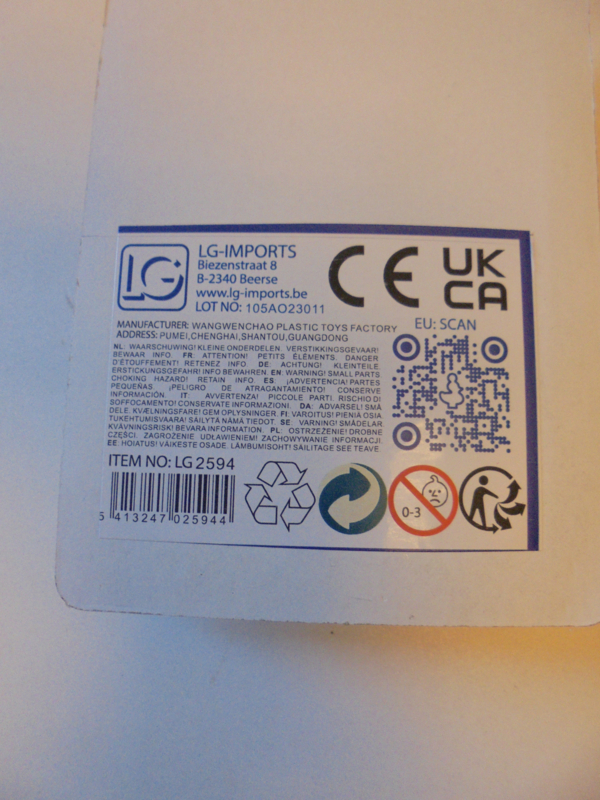 LG
LG-IMPORTS
Biezenstraat 8
B-2340 Beerse
www.lg-imports.be
LOT NO: 105AO23011
CE
UK
CA
MANUFACTURER: WANGWENCHAO PLASTIC TOYS FACTORY
ADDRESS: PUMEI,CHENGHAI,SHANTOU,GUANGDONG
EU: SCAN
NL: WAARSCHUWING! KLEINE ONDERDELEN. VERSTIKKINGSGEVAAR!
BEWAAR INFO. FR: ATTENTION! PETITS ÉLÉMENTS. DANGER
D'ÉTOUFFEMENT! RETENEZ INFO DE: ACHTUNG! KLEINTEILE.
ERSTICKUNGSGEFAHR! INFO BEWAHREN EN: WARNING! SMALL PARTS.
CHOKING HAZARD! RETAIN INFO. ES: ¡ADVERTENCIA! PARTES
PEQUEÑAS. ¡PELIGRO DE ATRAGANTAMIENTO! CONSERVE
INFORMACIÓN. IT: AVVERTENZA! PICCOLE PARTI. RISCHIO DI
SOFFOCAMENTO! CONSERVATE INFORMAZIONI. DA: ADVARSEL! SMÅ
DELE. KVÆLNINGSFARE! GEM OPLYSNINGER. FI: VAROITUS! PIENIÄ OSIA
TUKEHTUMISVAARA! SÄILYTÄ NÄMÄ TIEDOT. SE: VARNING! SMÅDELAR
KVÄVNINGSRISK! BEVARA INFORMATION. PL: OSTRZEŻENIE! DROBNE
CZĘŚCI. ZAGROŻENIE UDŁAWIENIEM! ZACHOWYWANIE INFORMACJI.
EE: HOIATUS! VÄIKESTE OSADE. LÄMBUMISOHT! SÄILITAGE SEE TEAVE.
ITEM NO: LG2594
5 413247 025944
0-3